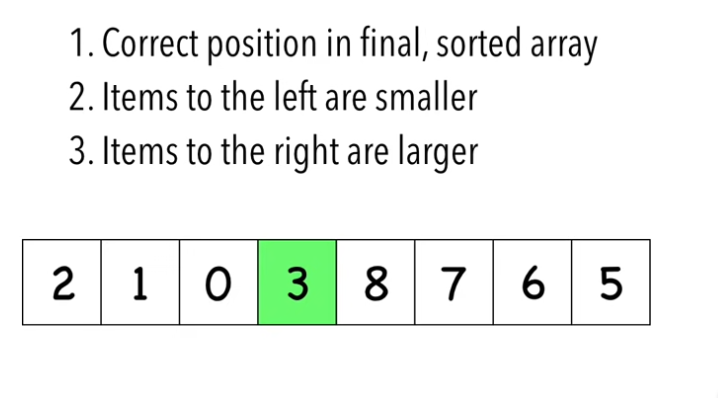 1. Correct position in final, sorted array
2. Items to the left are smaller
3. Items to the right are larger
2 1 0 3 8 7 6 5